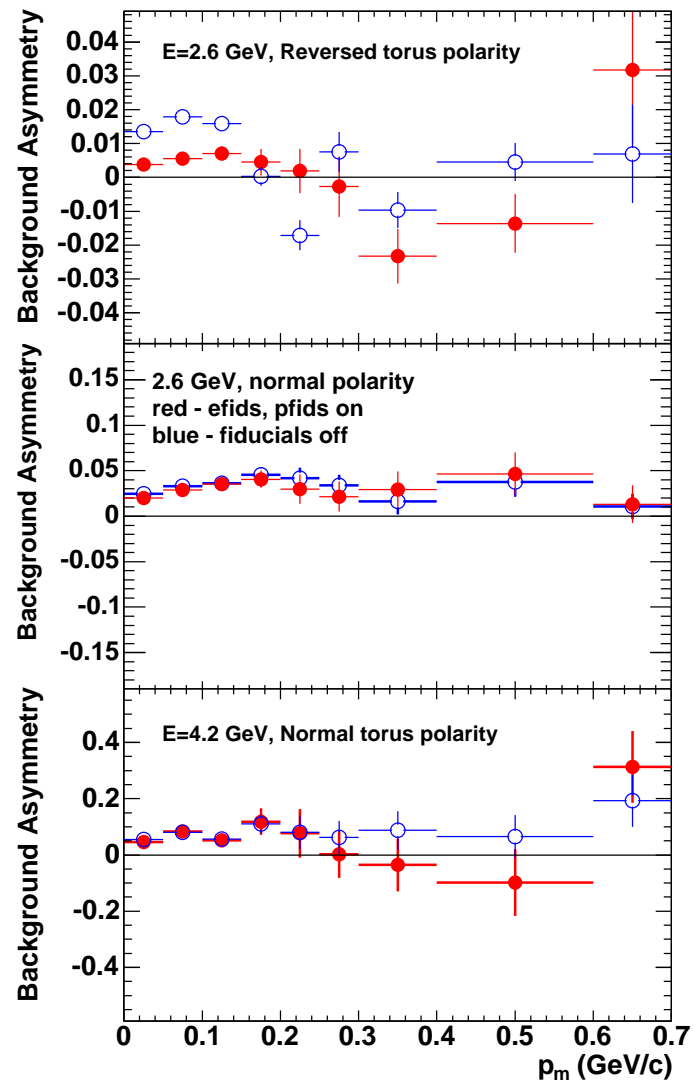 Background Asymmetry
E=2.6 GeV, Reversed torus polarity
0.04
0.03
0.02
0.01
0
-0.01
-0.02
-0.03
-0.04
Background Asymmetry
2.6 GeV, normal polarity
red - efids, pfids on
blue - fiducials off
0.15
0.1
0.05
0
-0.05
-0.1
-0.15
Background Asymmetry
E=4.2 GeV, Normal torus polarity
0.4
0.2
0
-0.2
-0.4
0 0.1 0.2 0.3 0.4 0.5 0.6 0.7
p_m (GeV/c)